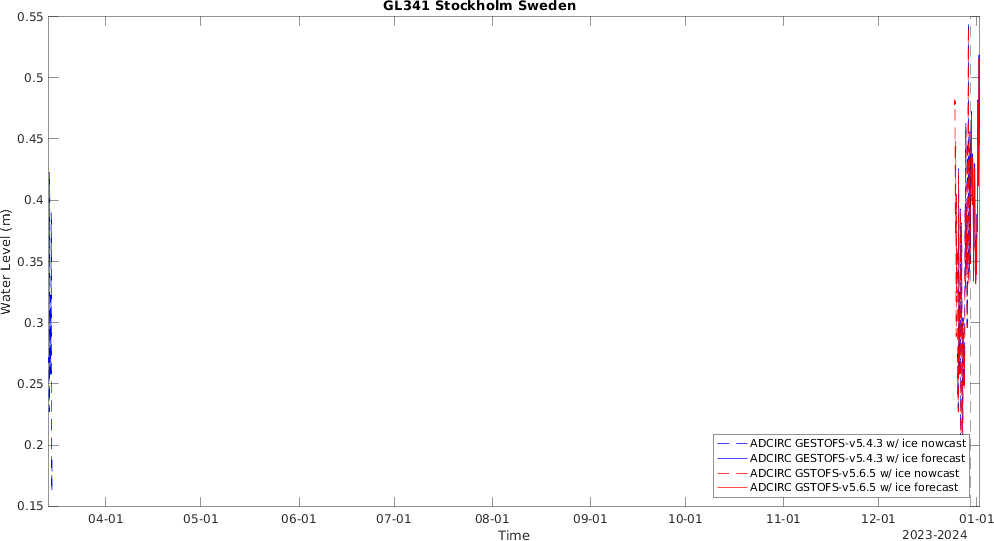 GL341 Stockholm Sweden
0.55
0.5
0.45
0.4
0.35
0.3
0.25
0.2
0.15
Water Level (m)
ADCIRC GESTOFS-v5.4.3 w/ ice nowcast
ADCIRC GESTOFS-v5.4.3 w/ ice forecast
ADCIRC GSTOFS-v5.6.5 w/ ice nowcast
ADCIRC GSTOFS-v5.6.5 w/ ice forecast
04-01 05-01 06-01 07-01 08-01 09-01 10-01 11-01 12-01 01-01
Time
2023-2024